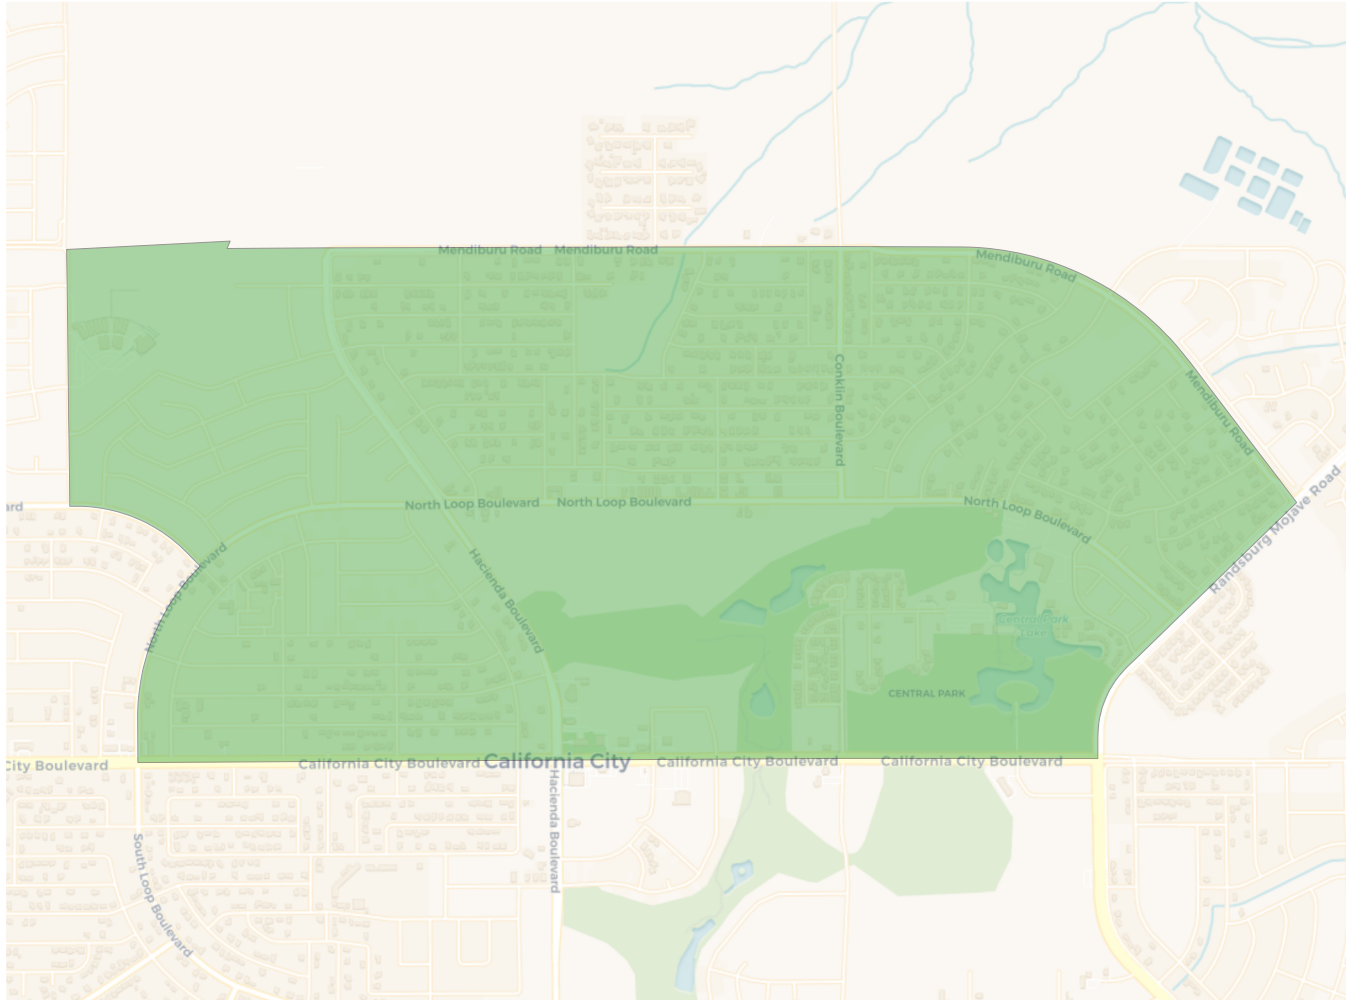 Mendiburu Road
Mendiburu Road
Mendiburu Road
Mendiburu Road
Conklin Boulevard
ard
North Loop Boulevard
North Loop Boulevard
North Loop Boulevard
Randsburg Mojave Road
North Loop Boulevard
Hacienda Boulevard
Central Park
Lake
CENTRAL PARK
City Boulevard
California City Boulevard
California City
California City Boulevard
California City Boulevard
Hacienda Boulevard
South Loop Boulevard